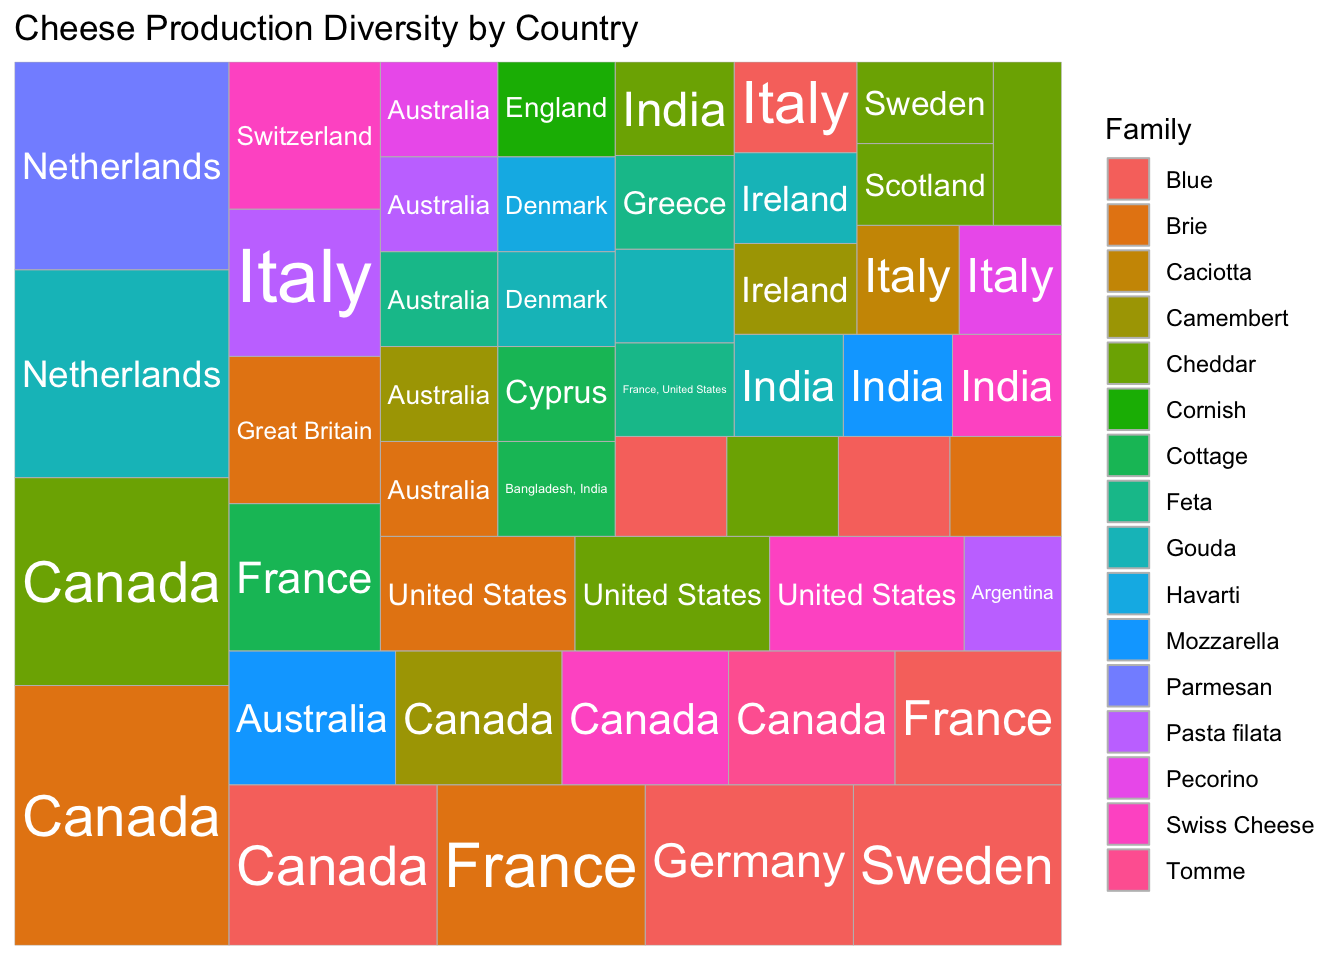 Cheese Production Diversity by Country
Netherlands
Netherlands
Canada
Canada
Switzerland
Italy
Great Britain
France
Australia
Australia
Australia
Australia
Australia
England
Denmark
Denmark
Cyprus
Bangladesh, India
India
Greece
France, United States
Italy
Ireland
Ireland
Sweden
Scotland
Italy
Italy
India
India
India
United States
United States
United States
Argentina
Australia
Canada
Canada
Canada
France
Canada
France
Germany
Sweden
Family
Blue
Brie
Caciotta
Camembert
Cheddar
Cornish
Cottage
Feta
Gouda
Havarti
Mozzarella
Parmesan
Pasta filata
Pecorino
Swiss Cheese
Tomme